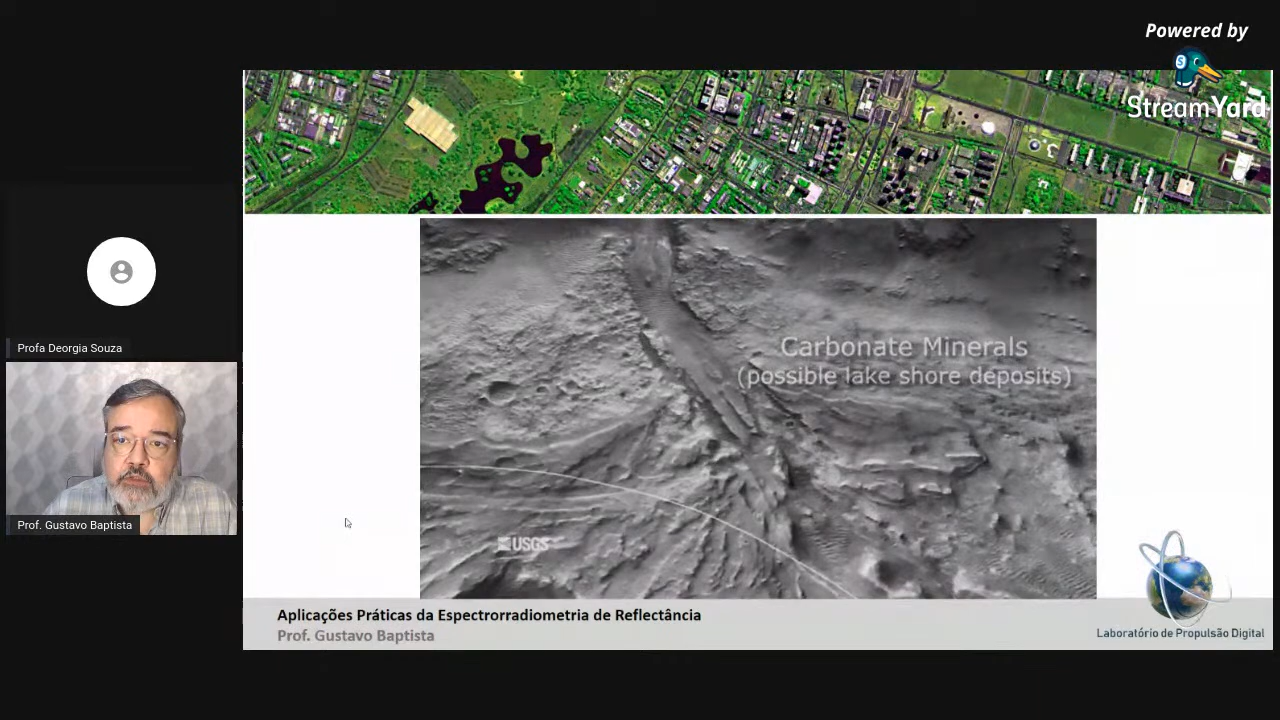 Powered by
StreamYard
Carbonate Minerals
(possible lake shore deposits)
Profa Deorgia Souza
Prof. Gustavo Baptista
USGS
Aplicações Práticas da Espectrorradiometria de Reflectância
Prof. Gustavo Baptista
Laboratório de Propulsão Digital